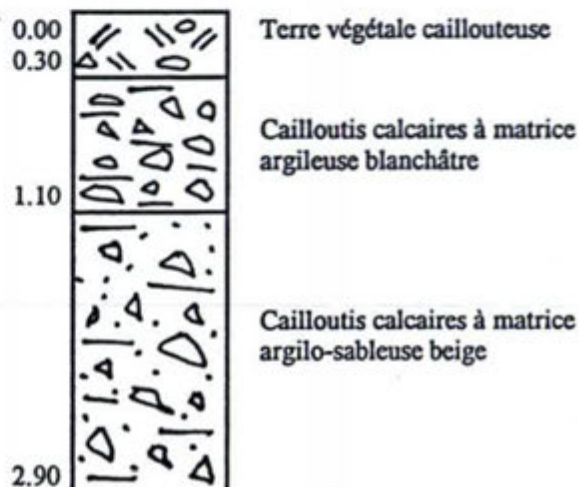 0.00 Terre végétale caillouteuse
0.30
Cailloutis calcaires à matrice
argileuse blanchâtre
1.10
Cailloutis calcaires à matrice
argilo-sableuse beige
2.90